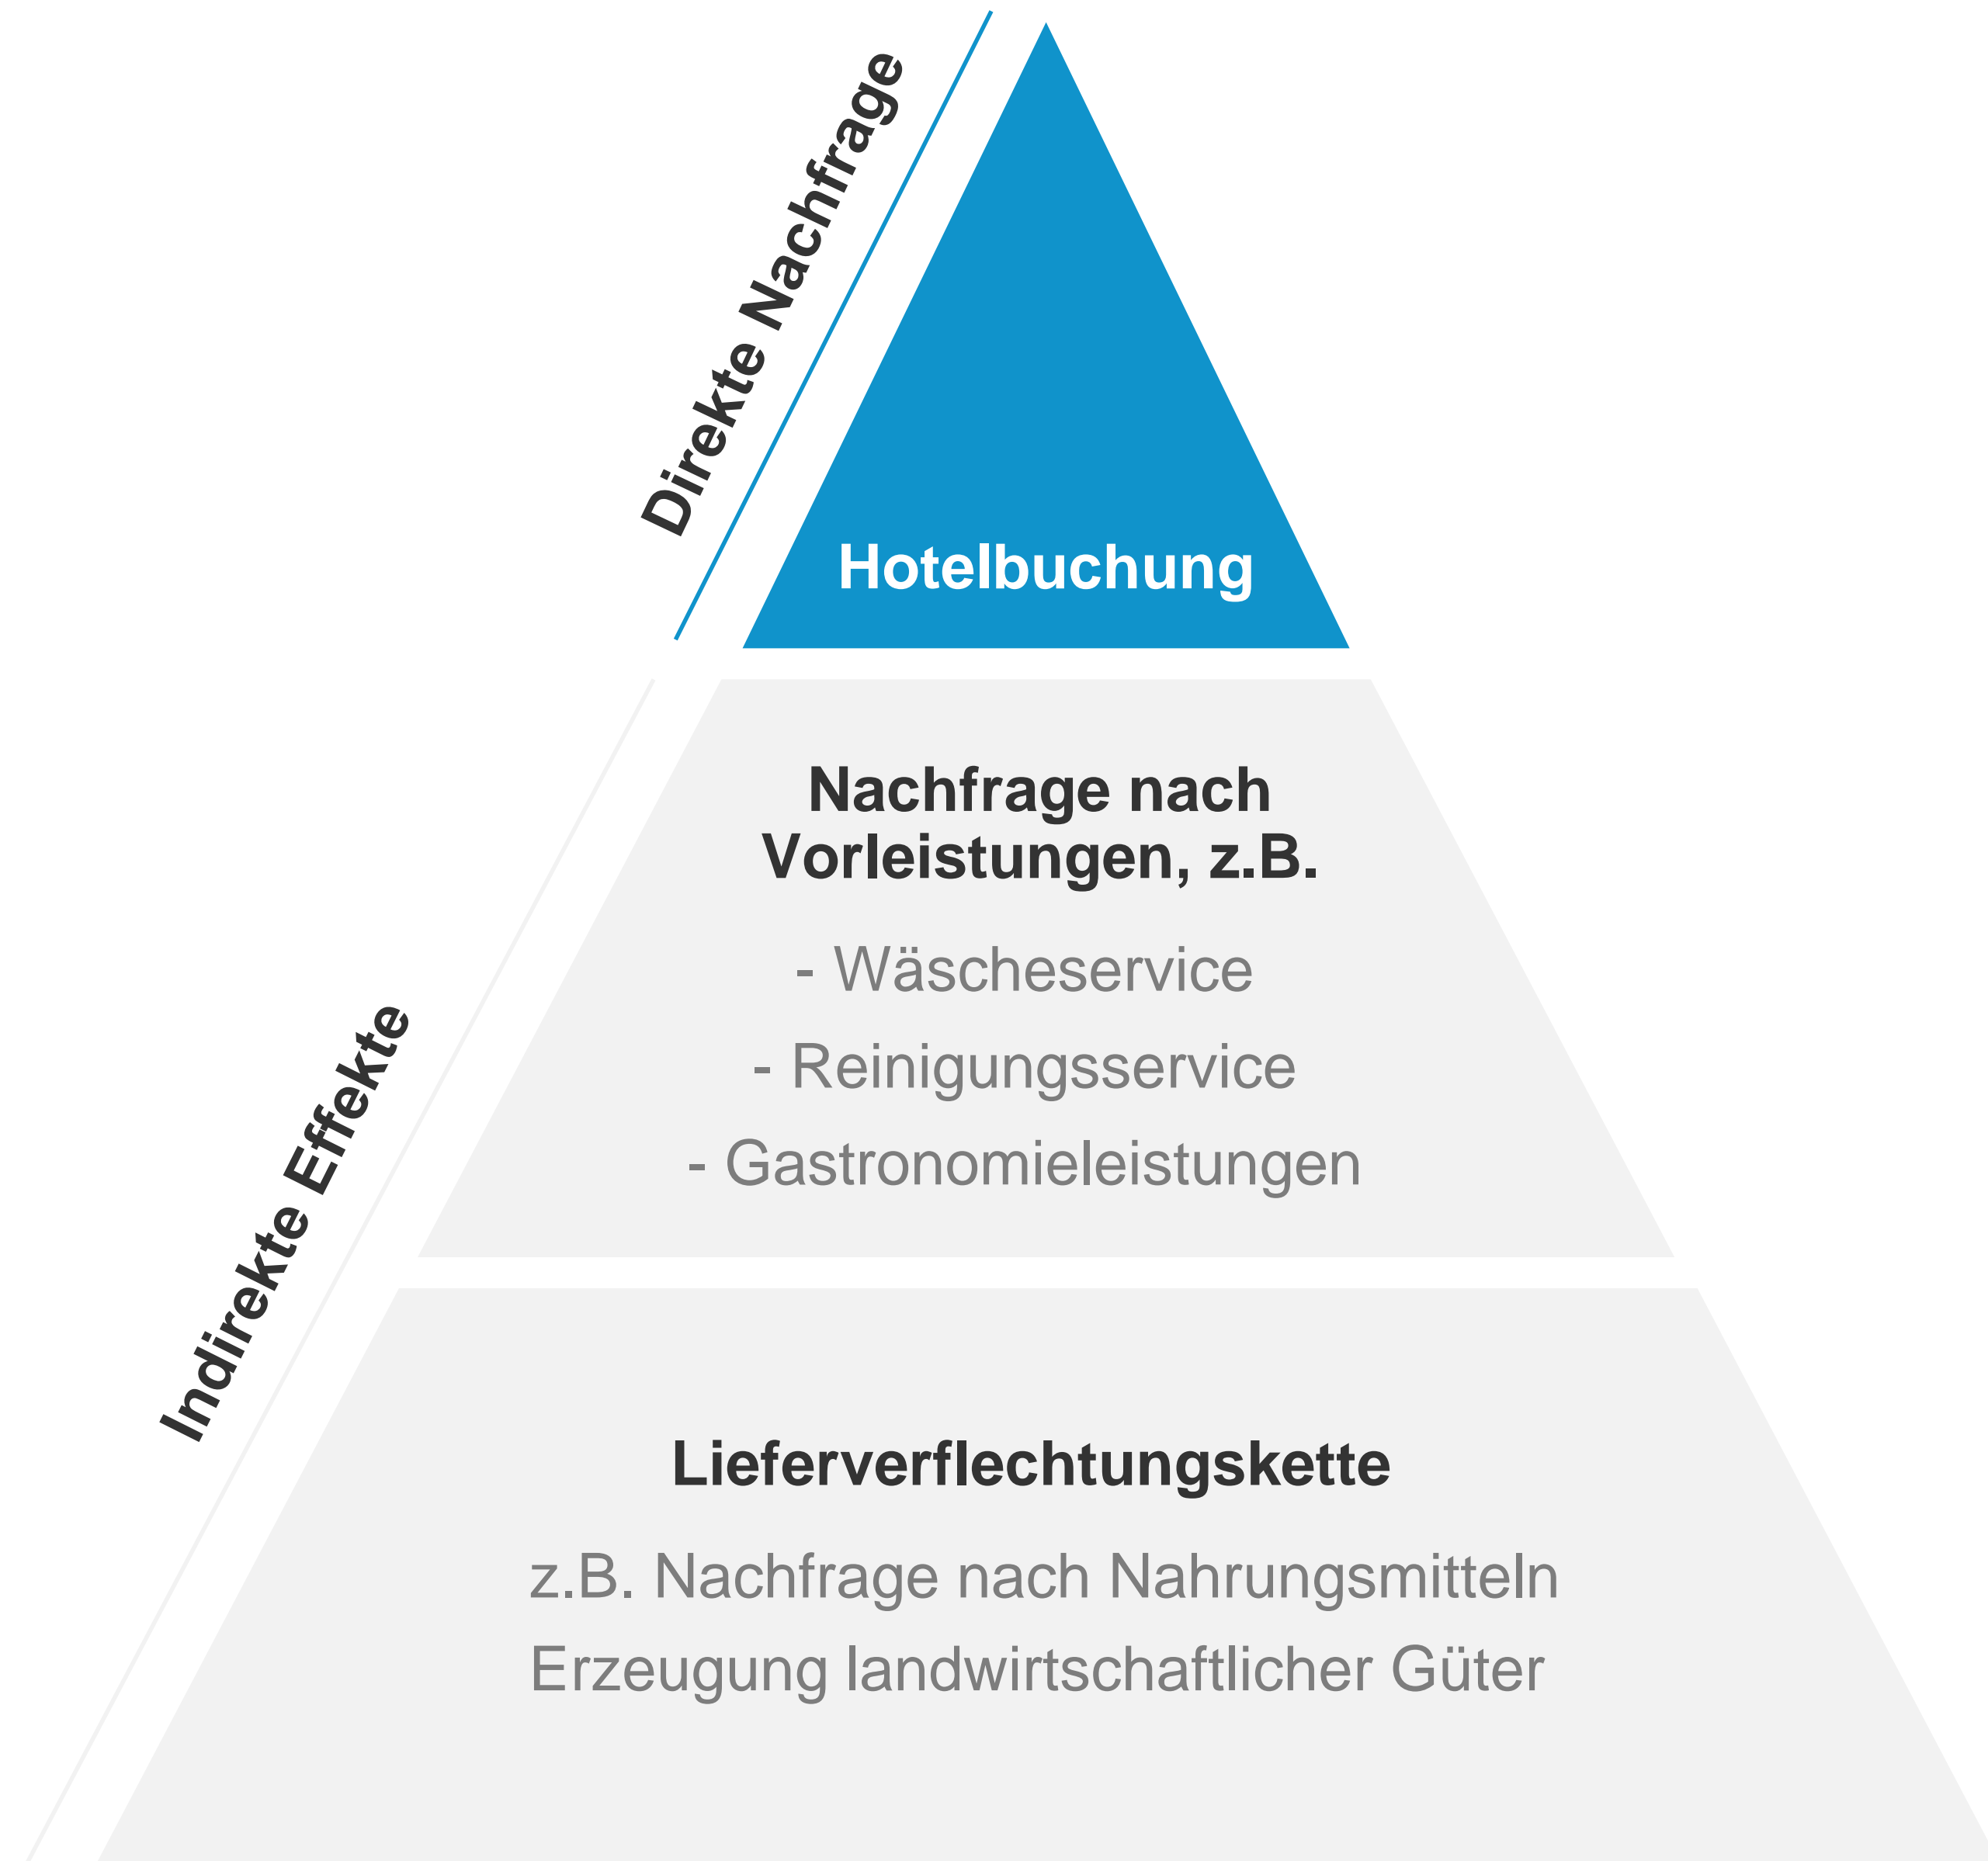 Direkte Nachfrage
Hotelbuchung
Indirekte Effekte
Nachfrage nach
Vorleistungen, z.B.
- Wäscheservice
- Reinigungsservice
- Gastronomieleistungen
Lieferverflechtungskette
z.B. Nachfrage nach Nahrungsmitteln
Erzeugung landwirtschaftlicher Güter